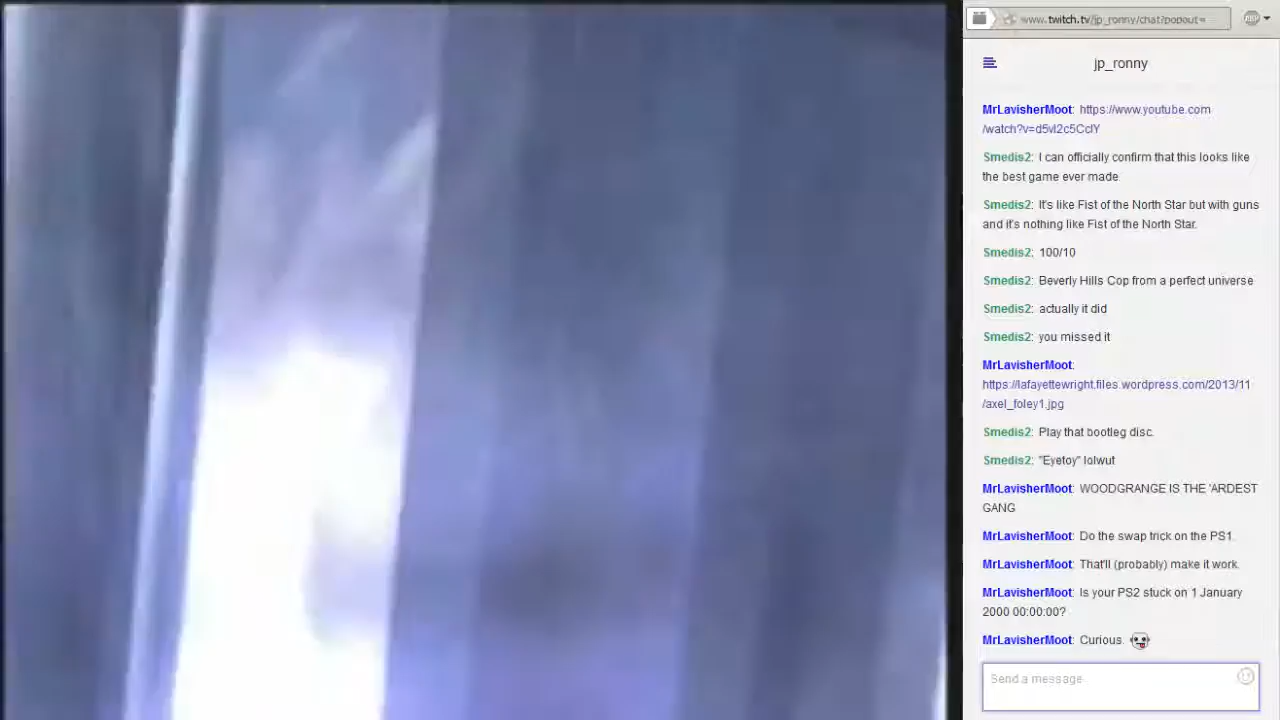 www.twitch.tv/jp_ronny/chat?popout=
ABP
jp_ronny
MrLavisherMoot: https://www.youtube.com
/watch?v=d5vI2c5CcIY
Smedis2: I can officially confirm that this looks like
the best game ever made.
Smedis2: It's like Fist of the North Star but with guns
and it's nothing like Fist of the North Star.
Smedis2: 100/10
Smedis2: Beverly Hills Cop from a perfect universe
Smedis2: actually it did
Smedis2: you missed it
MrLavisherMoot:
https://lafayettewright.files.wordpress.com/2013/11
/axel_foley1.jpg
Smedis2: Play that bootleg disc.
Smedis2: "Eyetoy" lolwut
MrLavisherMoot: WOODGRANGE IS THE 'ARDEST
GANG
MrLavisherMoot: Do the swap trick on the PS1.
MrLavisherMoot: That'll (probably) make it work.
MrLavisherMoot: Is your PS2 stuck on 1 January
2000 00:00:00?
MrLavisherMoot: Curious.
Send a message